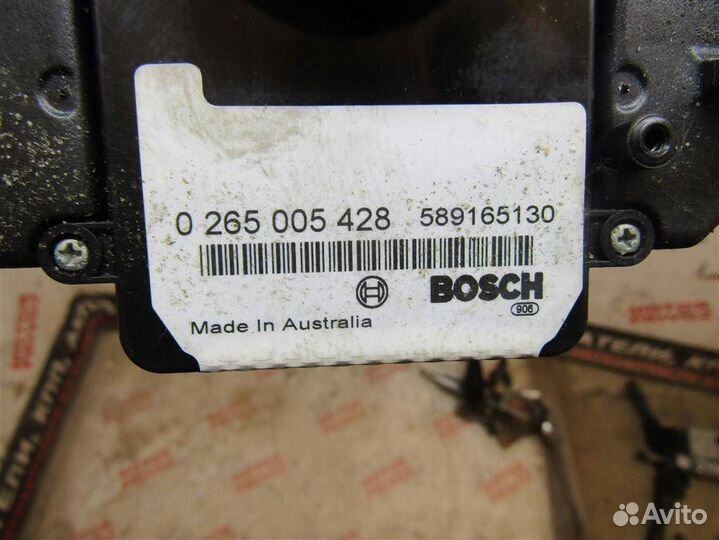 0 265 005 428 589165130
BOSCH
906
Made In Australia
Avito